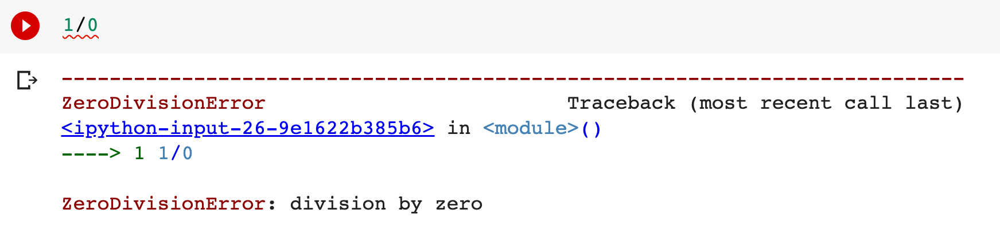 1/0
---------------------------------------------------------------------------
ZeroDivisionError                         Traceback (most recent call last)
<ipython-input-26-9e1622b385b6> in <module>()
----> 1 1/0

ZeroDivisionError: division by zero